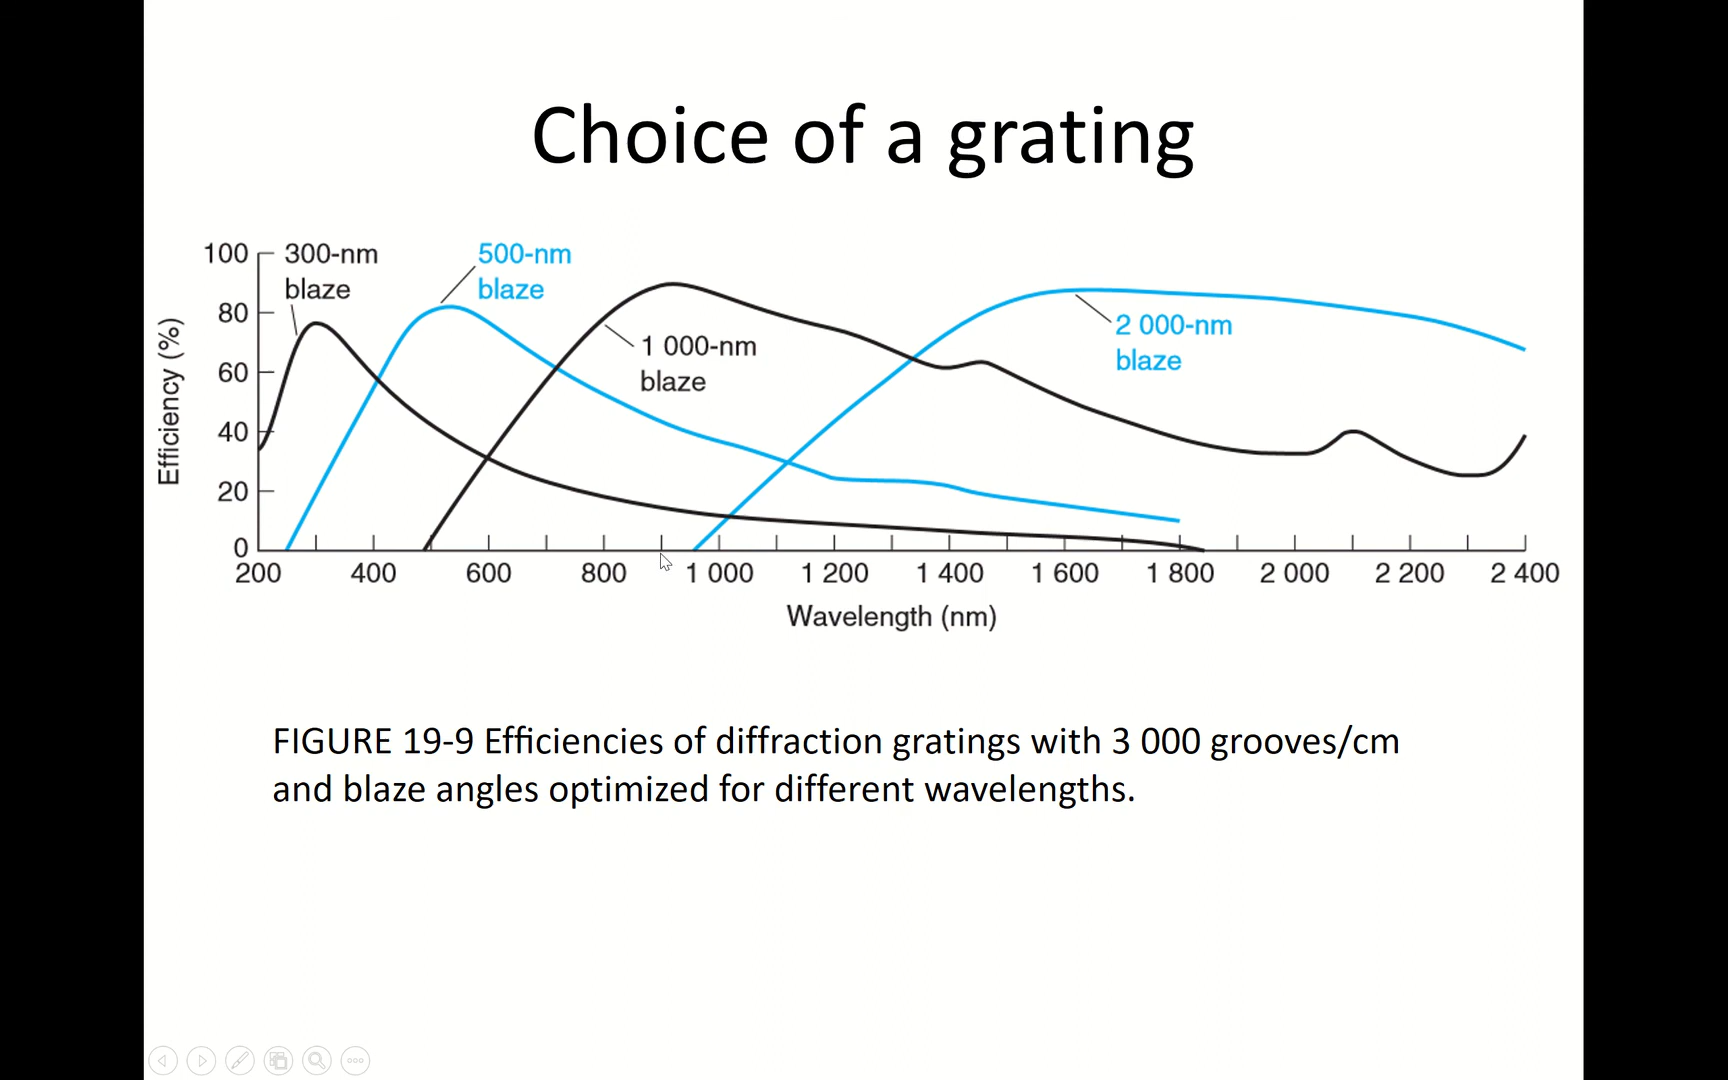 Choice of a grating
100
80
60
40
20
0
Efficiency (%)
300-nm
blaze
500-nm
blaze
1 000-nm
blaze
2 000-nm
blaze
200 400 600 800 1 000 1 200 1 400 1 600 1 800 2 000 2 200 2 400
Wavelength (nm)
FIGURE 19-9 Efficiencies of diffraction gratings with 3 000 grooves/cm
and blaze angles optimized for different wavelengths.